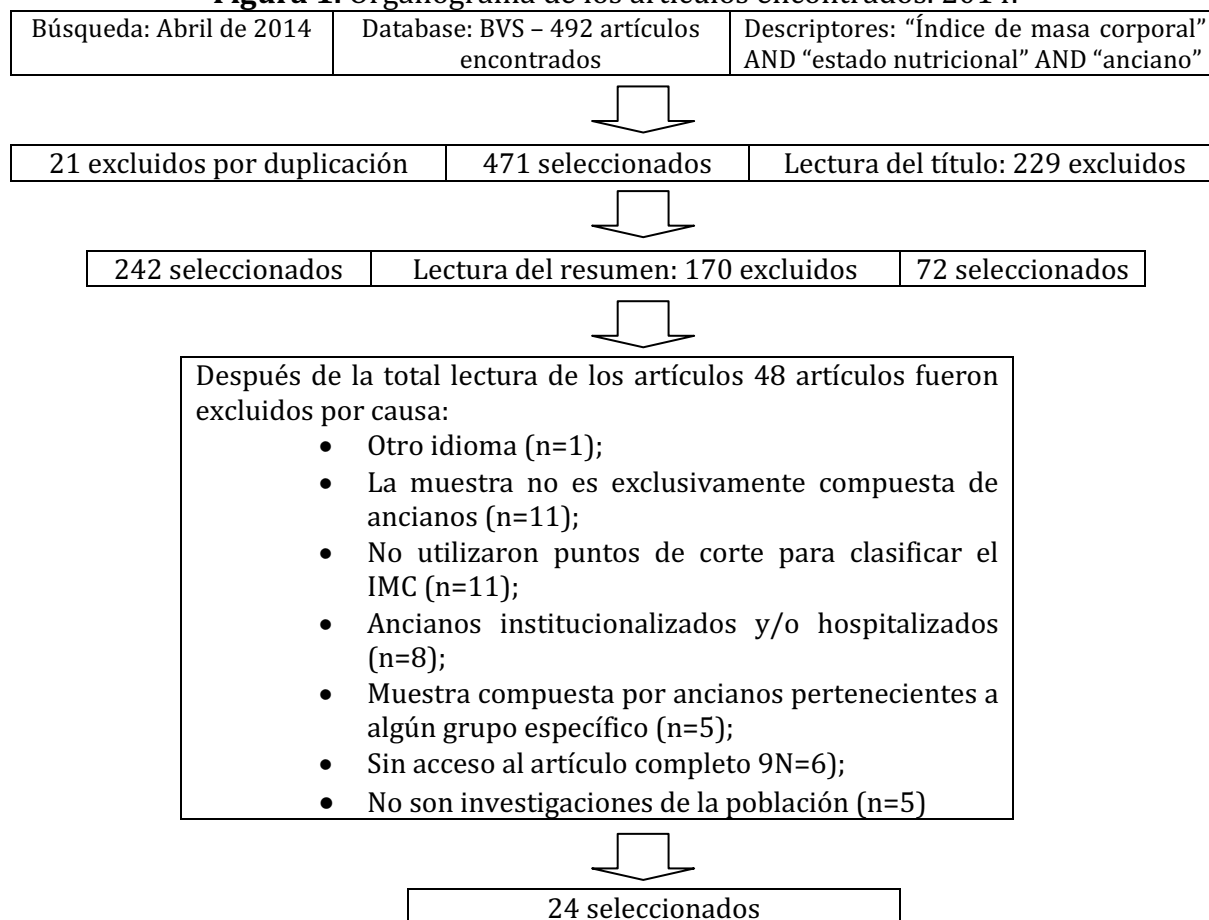 Figura 1. Organograma de los artículos encontrados. 2014.
Búsqueda: Abril de 2014 Database: BVS – 492 artículos Descriptores: “Índice de masa corporal”
encontrados AND “estado nutricional” AND “anciano”
21 excluidos por duplicación 471 seleccionados Lectura del título: 229 excluidos
242 seleccionados Lectura del resumen: 170 excluidos 72 seleccionados
Después de la total lectura de los artículos 48 artículos fueron
excluidos por causa:
• Otro idioma (n=1);
• La muestra no es exclusivamente compuesta de
ancianos (n=11);
• No utilizaron puntos de corte para clasificar el
IMC (n=11);
• Ancianos institucionalizados y/o hospitalizados
(n=8);
• Muestra compuesta por ancianos pertenecientes a
algún grupo específico (n=5);
• Sin acceso al artículo completo 9N=6);
• No son investigaciones de la población (n=5)
24 seleccionados